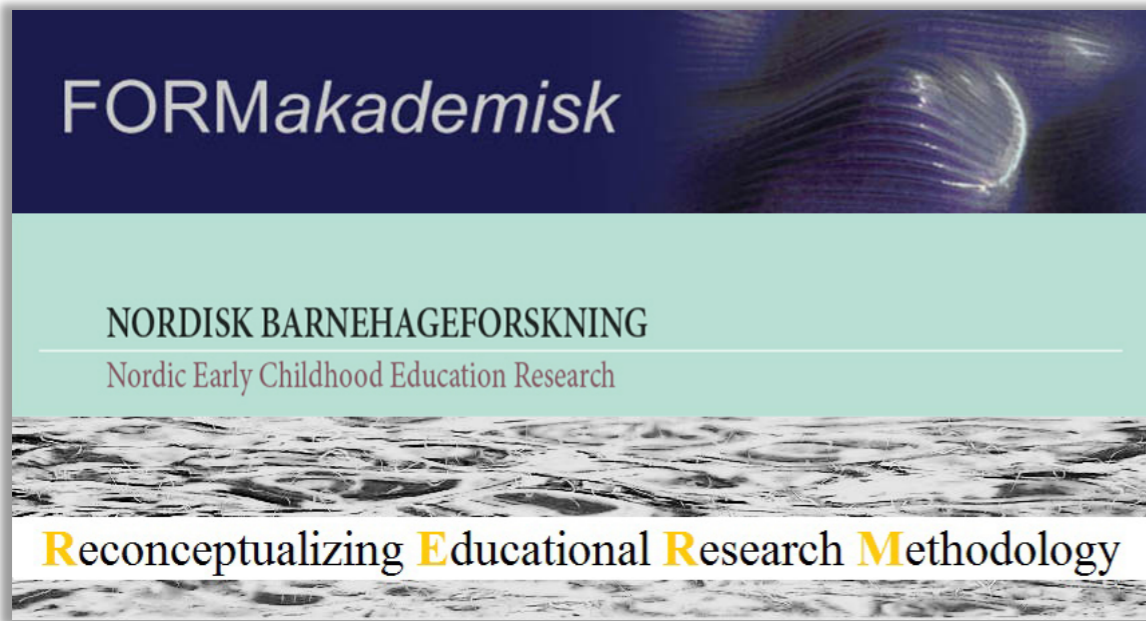 FORMakademisk
NORDISK BARNEHAGEFORSKNING
Nordic Early Childhood Education Research
Reconceptualizing Educational Research Methodology